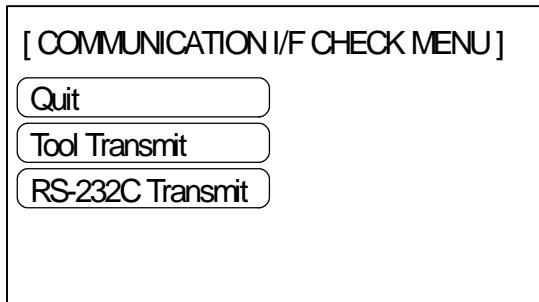 [ COMMUNICATION I/F CHECK MENU ]
Quit
Tool Transmit
RS-232C Transmit